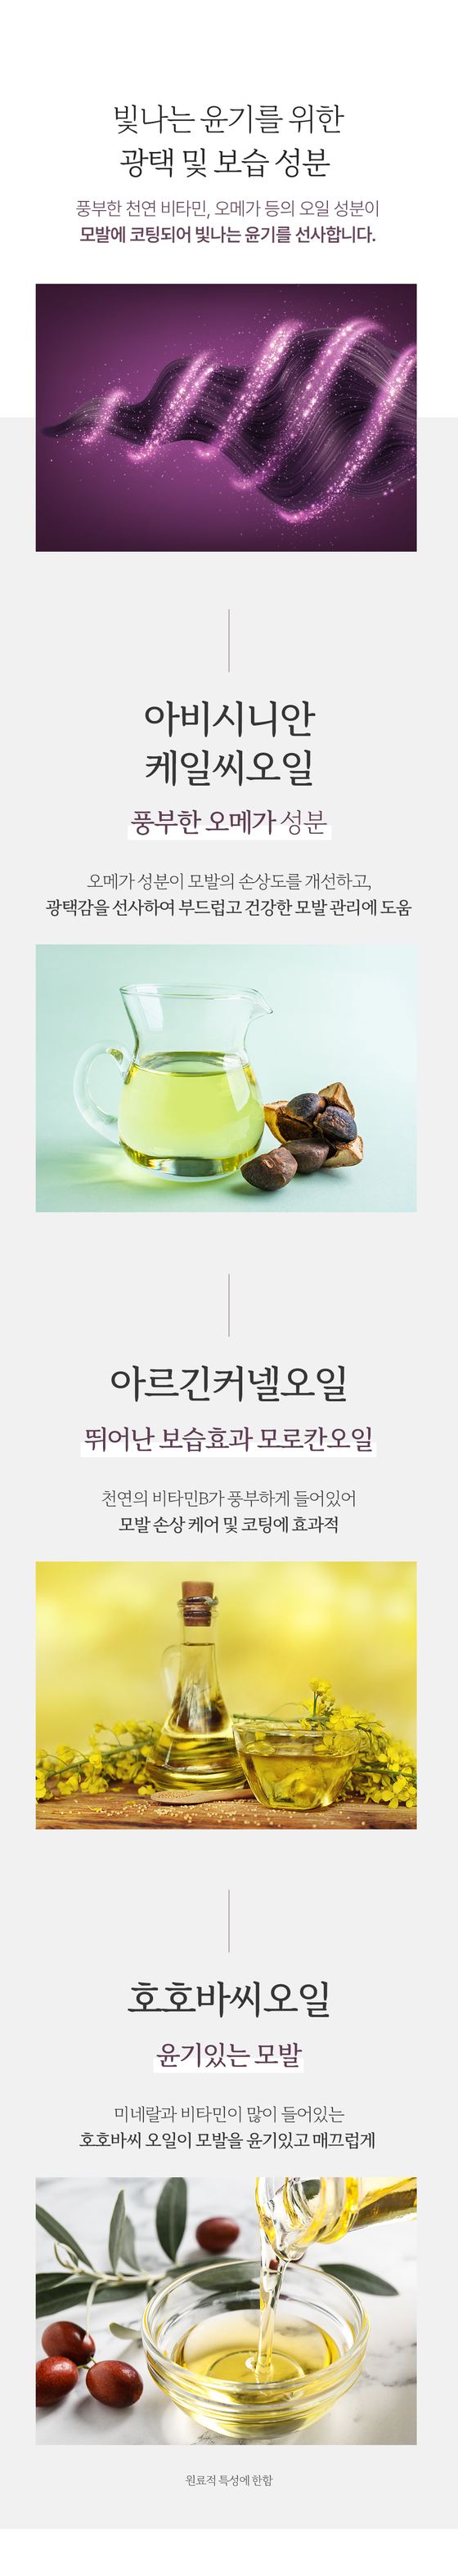 빛나는 윤기를 위한
광택 및 보습 성분
풍부한 천연 비타민, 오메가 등의 오일 성분이
모발에 코팅되어 빛나는 윤기를 선사합니다.
아비시니안
케일씨오일
풍부한 오메가 성분
오메가 성분이 모발의 손상도를 개선하고,
광택감을 선사하여 부드럽고 건강한 모발 관리에 도움
아르긴커넬오일
뛰어난 보습효과 모로칸오일
천연의 비타민B가 풍부하게 들어있어
모발 손상 케어 및 코팅에 효과적
호호바씨오일
윤기있는 모발
미네랄과 비타민이 많이 들어있는
호호바씨 오일이 모발을 윤기있고 매끄럽게
원료적 특성에 한함